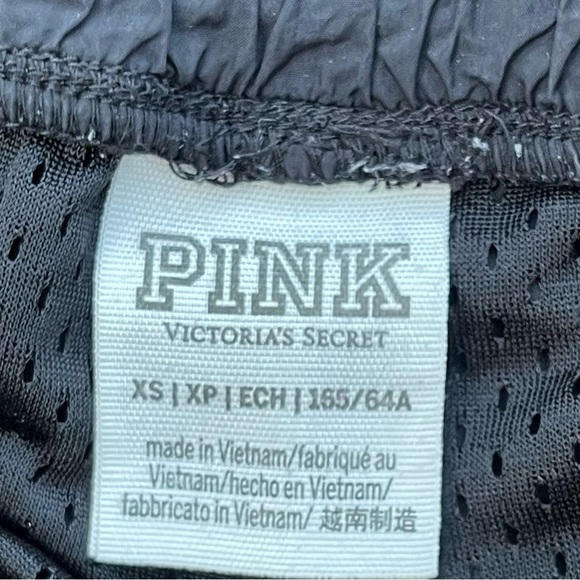 PINK
VICTORIA'S SECRET
XS | XP | ECH | 165/64A
made in Vietnam/fabriqué au
Vietnam/hecho en Vietnam/
fabbricato in Vietnam/ 越南制造